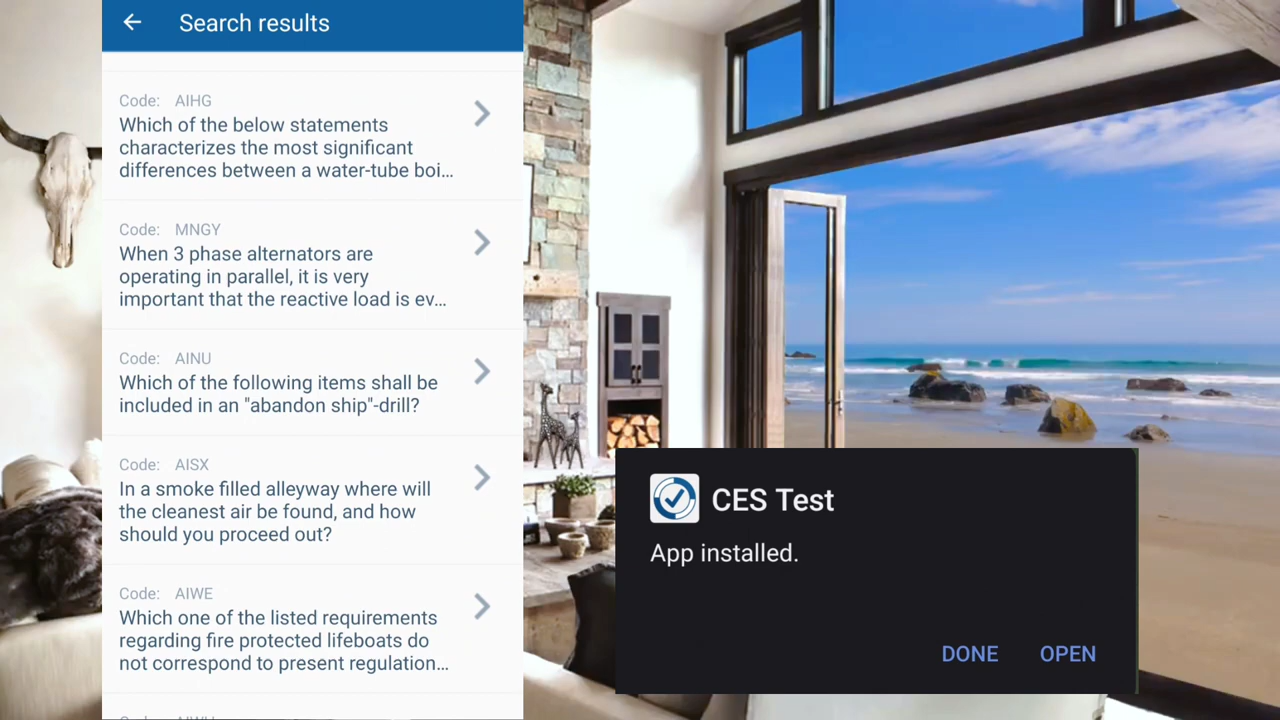 Search results
Code: AIHG
Which of the below statements
characterizes the most significant
differences between a water-tube boi...
Code: MNGY
When 3 phase alternators are
operating in parallel, it is very
important that the reactive load is ev...
Code: AINU
Which of the following items shall be
included in an "abandon ship"-drill?
Code: AISX
In a smoke filled alleyway where will
the cleanest air be found, and how
should you proceed out?
Code: AIWE
Which one of the listed requirements
regarding fire protected lifeboats do
not correspond to present regulation...
CES Test
App installed.
DONE OPEN